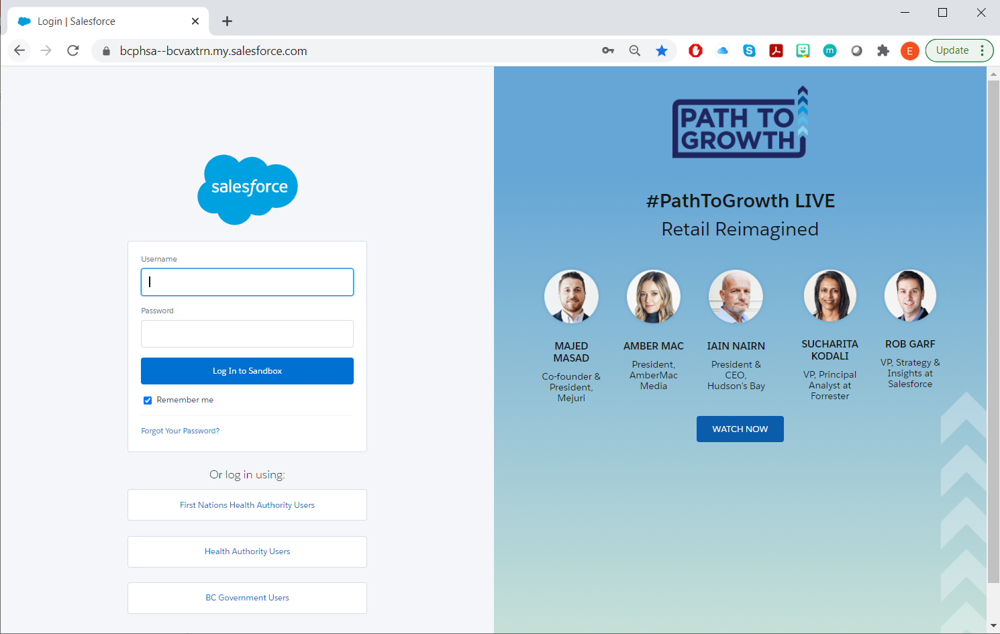 Login | Salesforce
bcphsa--bcvaxtrn.my.salesforce.com
m
E
Update
salesforce
Username
Password
Log In to Sandbox
Remember me
Forgot Your Password?
Or log in using:
First Nations Health Authority Users
Health Authority Users
BC Government Users
PATH TO
GROWTH
#PathToGrowth LIVE
Retail Reimagined
MAJED
MASAD
Co-founder &
President,
Mejuri
AMBER MAC
President,
AmberMac
Media
IAIN NAIRN
President &
CEO,
Hudson's Bay
SUCHARITA
KODALI
VP, Principal
Analyst at
Forrester
ROB GARF
VP, Strategy &
Insights at
Salesforce
WATCH NOW